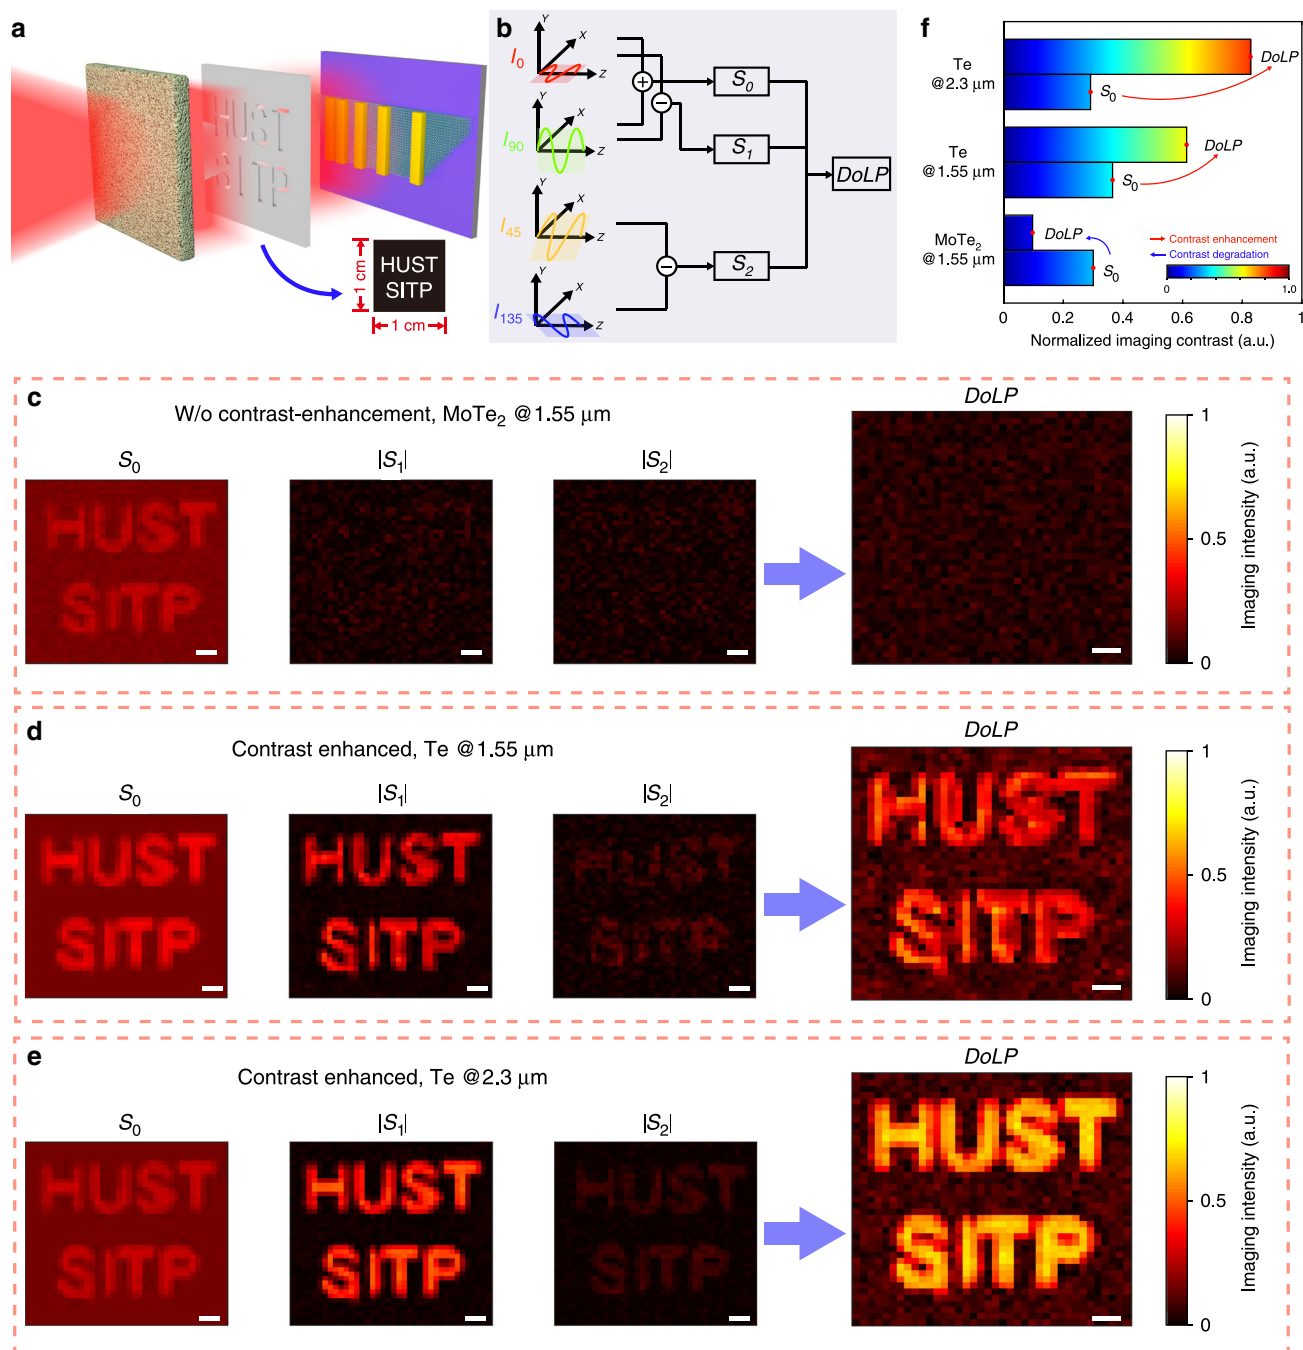 a
HUST
SITP
1 cm
HUST
SITP
1 cm
b
Y
X
Z
I0
Y
X
Z
I90
Y
X
Z
I45
Y
X
Z
I135
+
−
−
S0
S1
S2
DoLP
f
Te
@2.3 μm
DoLP
S0
Te
@1.55 μm
DoLP
S0
MoTe2
@1.55 μm
DoLP
S0
Contrast enhancement
Contrast degradation
0 1.0
0 0.2 0.4 0.6 0.8 1
Normalized imaging contrast (a.u.)
c
W/o contrast-enhancement, MoTe2 @1.55 μm
S0 |S1| |S2| DoLP
HUST
SITP
1
0.5
0
Imaging intensity (a.u.)
d
Contrast enhanced, Te @1.55 μm
S0 |S1| |S2| DoLP
HUST HUST HUST HUST
SITP SITP SITP SITP
1
0.5
0
Imaging intensity (a.u.)
e
Contrast enhanced, Te @2.3 μm
S0 |S1| |S2| DoLP
HUST HUST HUST HUST
SITP SITP SITP SITP
1
0.5
0
Imaging intensity (a.u.)